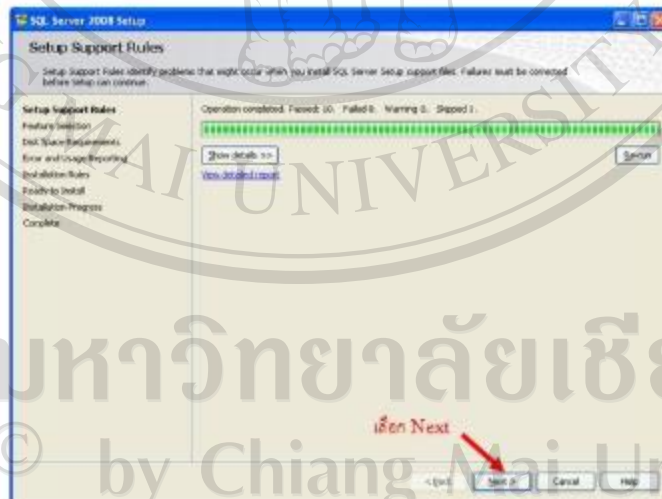 SQL Server 2008 Setup
Setup Support Rules
Setup Support Rules identify problems that might occur when you install SQL Server Setup support files. Failures must be corrected
before Setup can continue.
Setup Support Rules
Feature Selection
Disk Space Requirements
Error and Usage Reporting
Installation Rules
Ready to Install
Installation Progress
Complete
Operation completed. Passed: 10. Failed 0. Warning 0. Skipped 1.
Show details >>
Re-run
View detailed report
MAI UNIVERSITY
มหาวิทยาลัยเชี
เลือก Next
© by Chiang Mai
< Back
Next >
Cancel
Help